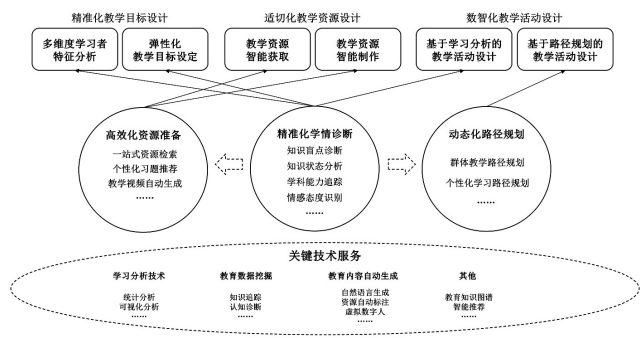 精准化教学目标设计
适切化教学资源设计
数智化教学活动设计
多维度学习者
特征分析
弹性化
教学目标设定
教学资源
智能获取
教学资源
智能制作
基于学习分析的
教学活动设计
基于路径规划的
教学活动设计
高效化资源准备
一站式资源检索
个性化习题推荐
教学视频自动生成
……
精准化学情诊断
知识盲点诊断
知识状态分析
学科能力追踪
情感态度识别
……
动态化路径规划
群体教学路径规划
个性化学习路径规划
……
关键技术服务
学习分析技术
统计分析
可视化分析
……
教育数据挖掘
知识追踪
认知诊断
……
教育内容自动生成
自然语言生成
资源自动标注
虚拟数字人
……
其他
教育知识图谱
智能推荐
……